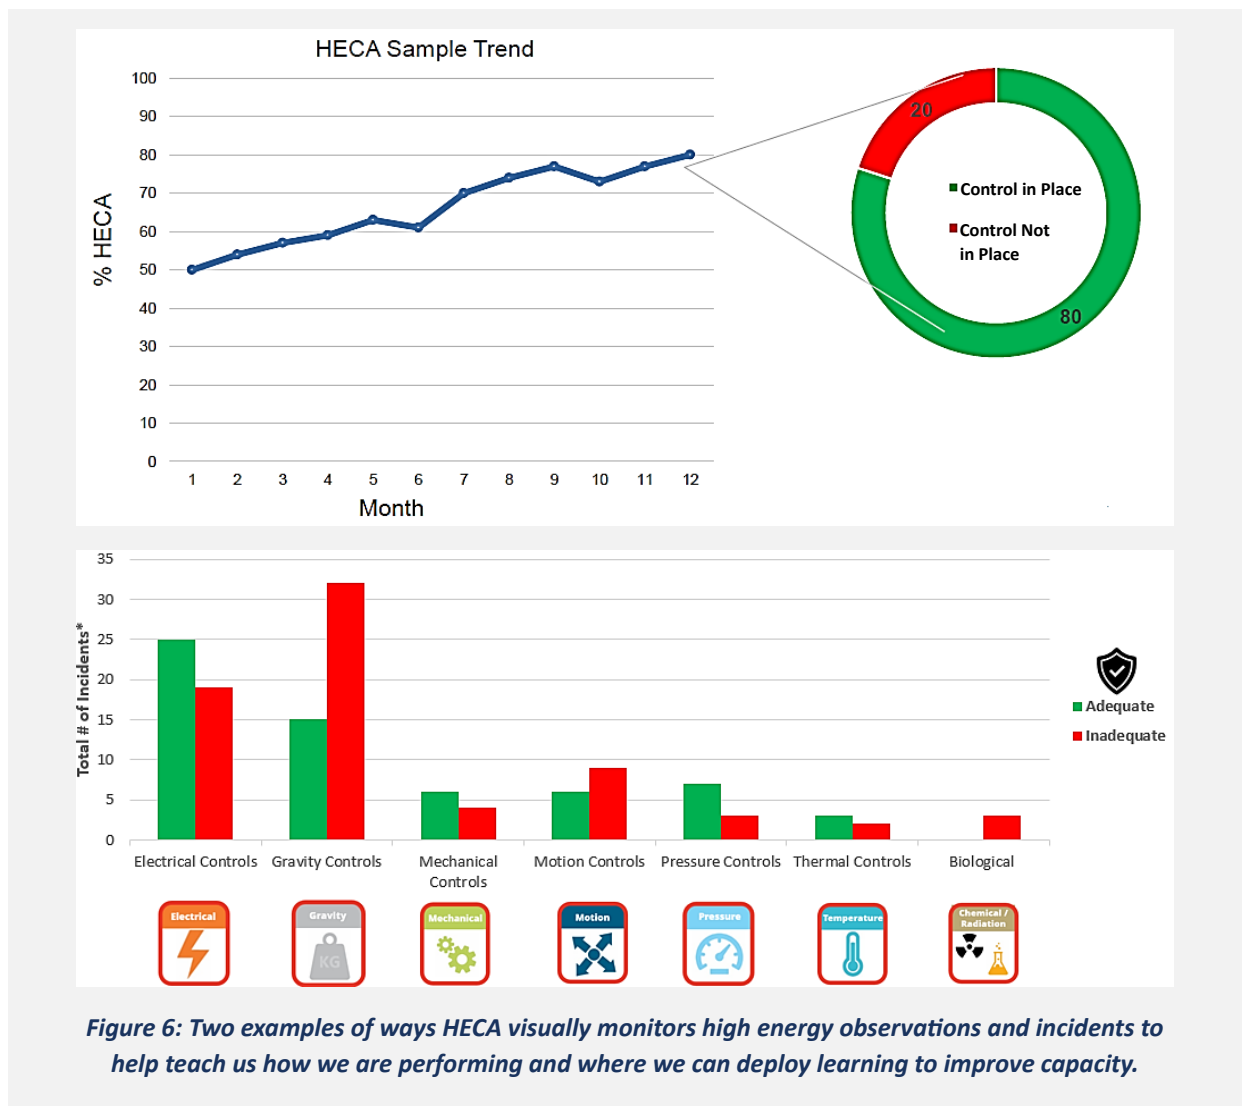 HECA Sample Trend
% HECA
100
90
80
70
60
50
40
30
20
10
0
1 2 3 4 5 6 7 8 9 10 11 12
Month
20
80
Control in Place
Control Not
in Place
Total # of Incidents*
35
30
25
20
15
10
5
0
Electrical Controls
Gravity Controls
Mechanical
Controls
Motion Controls
Pressure Controls
Thermal Controls
Biological
Adequate
Inadequate
Electrical
Gravity
KG
Mechanical
Motion
Pressure
Temperature
Chemical /
Radiation
Figure 6: Two examples of ways HECA visually monitors high energy observations and incidents to
help teach us how we are performing and where we can deploy learning to improve capacity.